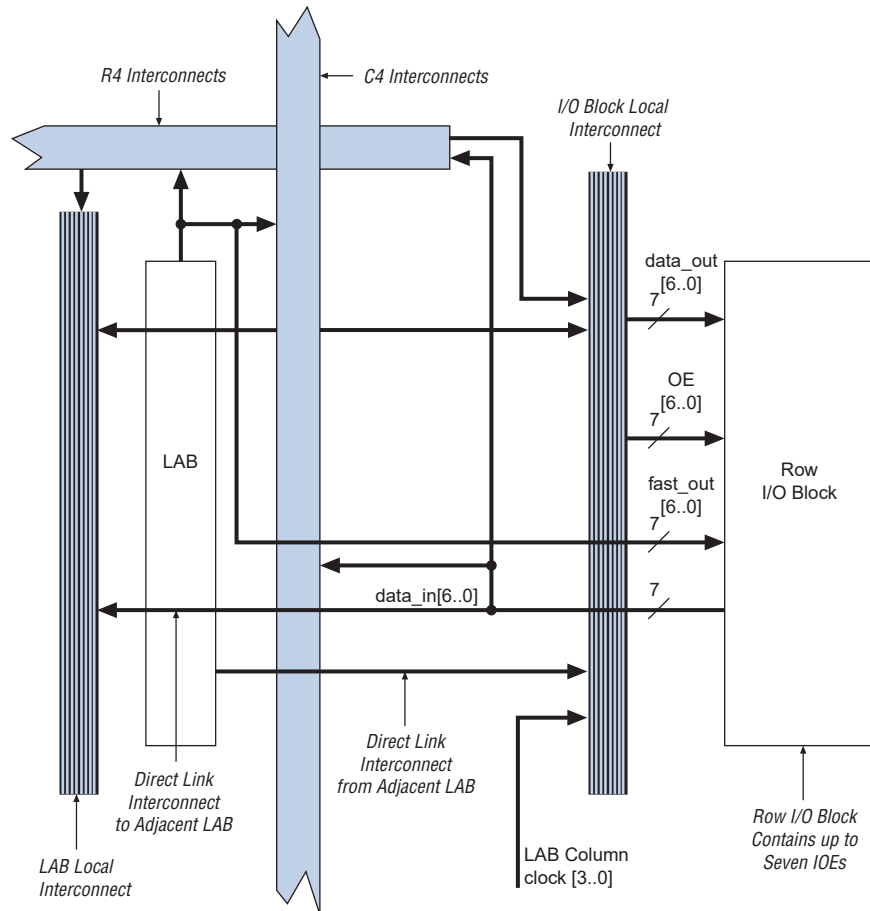 R4 Interconnects
C4 Interconnects
I/O Block Local
Interconnect
data_out
[6..0]
7
OE
[6..0]
7
LAB
Row
I/O Block
fast_out
[6..0]
7
7
data_in[6..0]
Direct Link
Interconnect
to Adjacent LAB
Direct Link
Interconnect
from Adjacent LAB
Row I/O Block
Contains up to
Seven IOEs
LAB Local
Interconnect
LAB Column
clock [3..0]